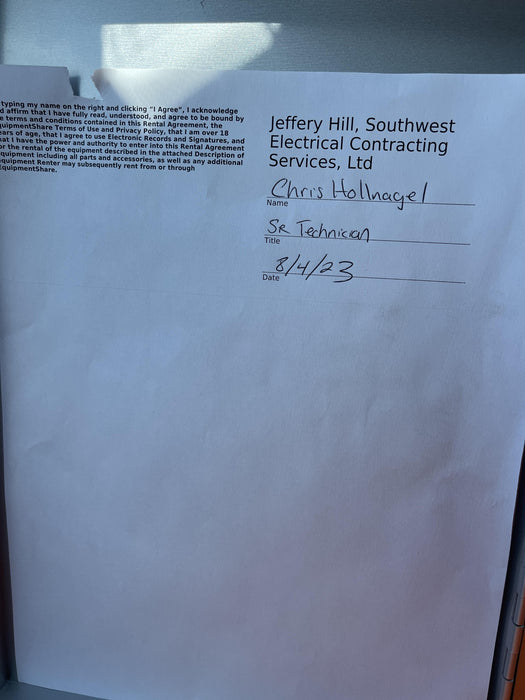 typing my name on the right and clicking "I Agree", I acknowledge
d affirm that I have fully read, understood, and agree to be bound by
e terms and conditions contained in this Rental Agreement, the
quipmentShare Terms of Use and Privacy Policy, that I am over 18
ears of age, that I agree to use Electronic Records and Signatures, and
at I have the power and authority to enter into this Rental Agreement
or the rental of the equipment described in the attached Description of
quipment including all parts and accessories, as well as any additional
quipment Renter may subsequently rent from or through
EquipmentShare.
Jeffery Hill, Southwest
Electrical Contracting
Services, Ltd
Chris Hollnagel
Name
SR Technician
Title
8/4/23
Date